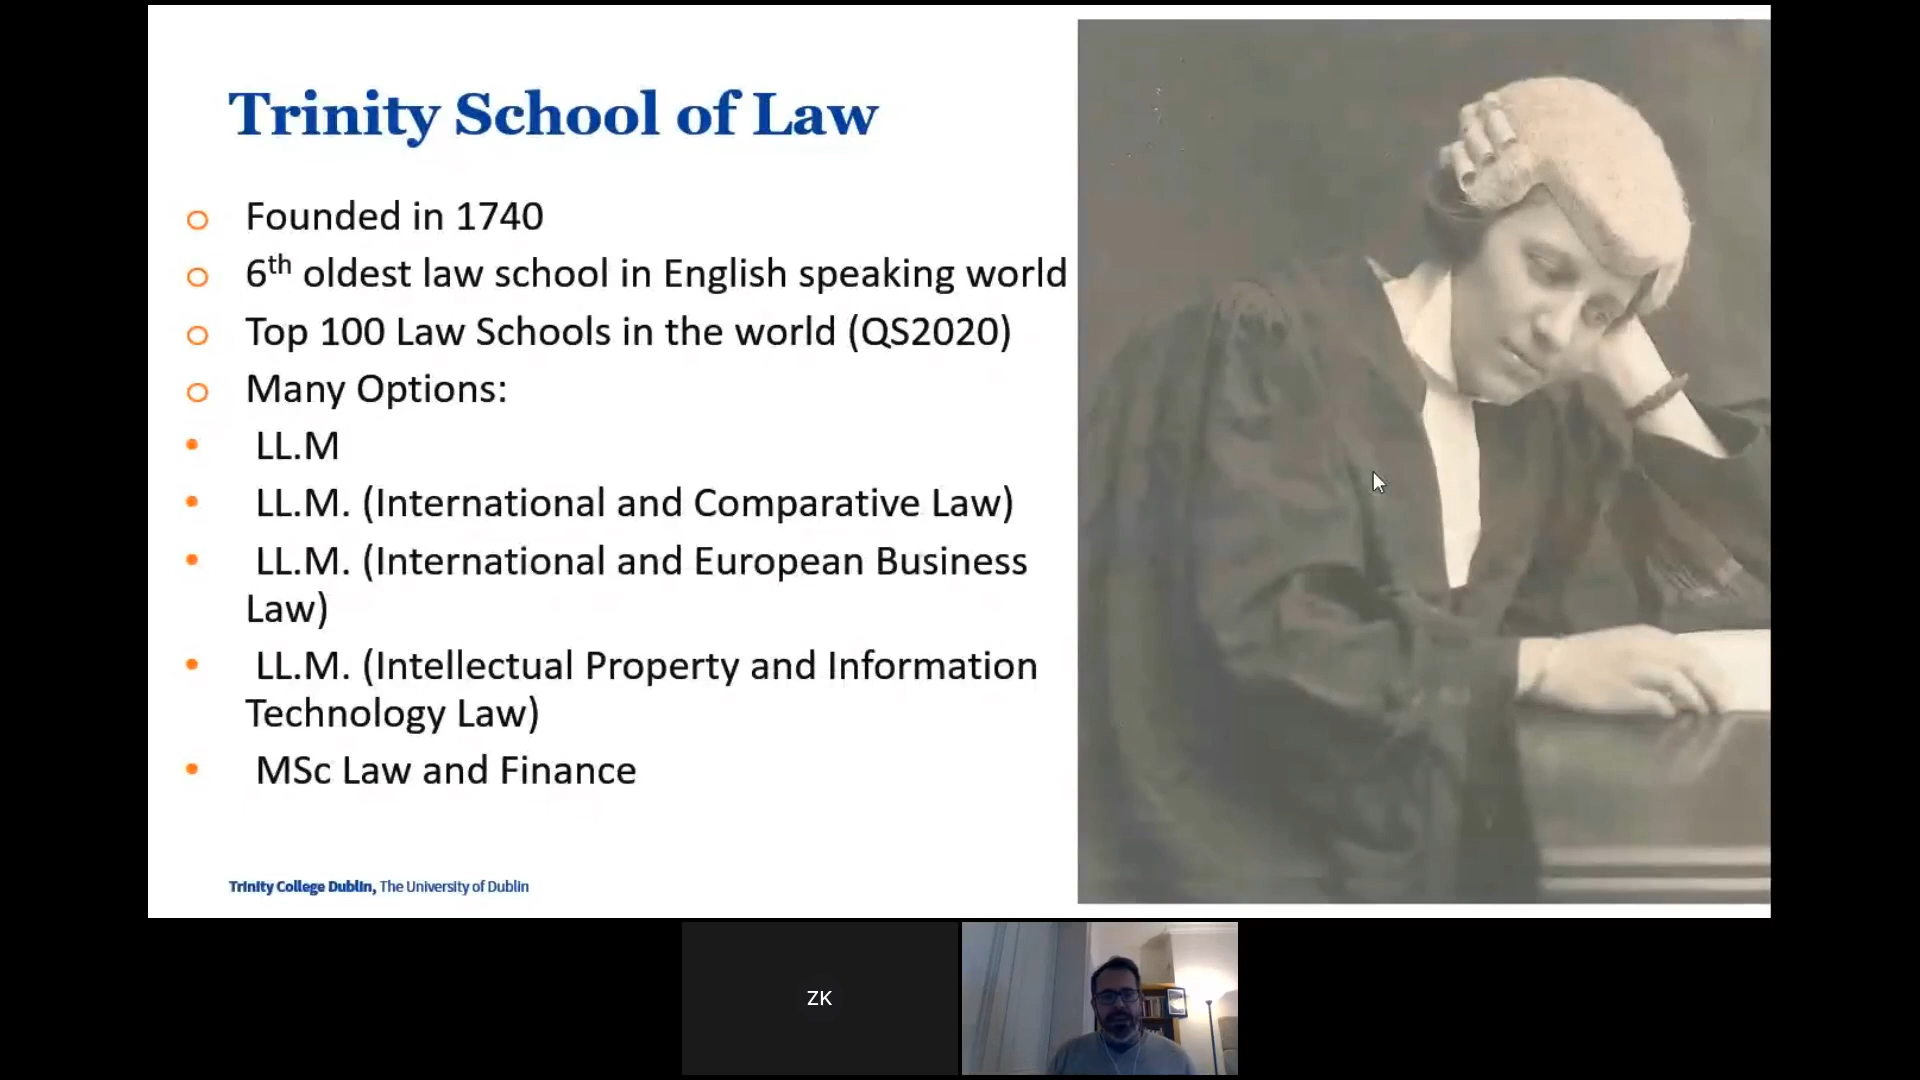 Trinity School of Law
Founded in 1740
6th oldest law school in English speaking world
Top 100 Law Schools in the world (QS2020)
Many Options:
LL.M
LL.M. (International and Comparative Law)
LL.M. (International and European Business
Law)
LL.M. (Intellectual Property and Information
Technology Law)
MSc Law and Finance
Trinity College Dublin, The University of Dublin
ZK